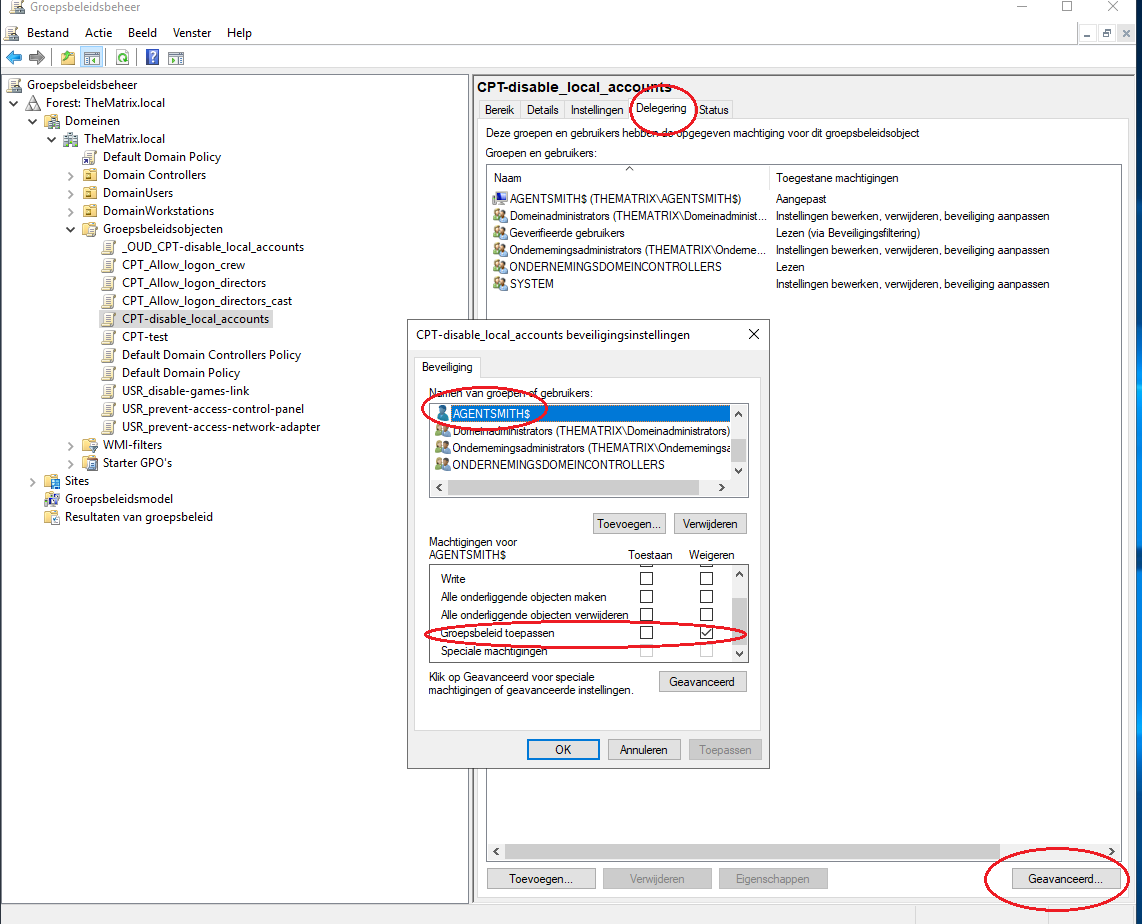 Groepsbeleidsbeheer
Bestand Actie Beeld Venster Help
Groepsbeleidsbeheer
Forest: TheMatrix.local
Domeinen
TheMatrix.local
Default Domain Policy
Domain Controllers
DomainUsers
DomainWorkstations
Groepsbeleidsobjecten
_OUD_CPT-disable_local_accounts
CPT_Allow_logon_crew
CPT_Allow_logon_directors
CPT_Allow_logon_directors_cast
CPT-disable_local_accounts
CPT-test
Default Domain Controllers Policy
Default Domain Policy
USR_disable-games-link
USR_prevent-access-control-panel
USR_prevent-access-network-adapter
WMI-filters
Starter GPO's
Sites
Groepsbeleidsmodel
Resultaten van groepsbeleid
CPT-disable_local_accounts
Bereik Details Instellingen Delegering Status
Deze groepen en gebruikers hebben de opgegeven machtiging voor dit groepsbeleidsobject
Groepen en gebruikers:
Naam Toegestane machtigingen
AGENTSMITH$ (THEMATRIX\AGENTSMITH$) Aangepast
Domeinadministrators (THEMATRIX\Domeinadminist... Instellingen bewerken, verwijderen, beveiliging aanpassen
Geverifieerde gebruikers Lezen (via Beveiligingsfiltering)
Ondernemingsadministrators (THEMATRIX\Onderneme... Instellingen bewerken, verwijderen, beveiliging aanpassen
ONDERNEMINGSDOMEINCONTROLLERS Lezen
SYSTEM Instellingen bewerken, verwijderen, beveiliging aanpassen
CPT-disable_local_accounts beveiligingsinstellingen
Beveiliging
Namen van groepen of gebruikers:
AGENTSMITH$
Domeinadministrators (THEMATRIX\Domeinadministrators)
Ondernemingsadministrators (THEMATRIX\Ondernemingsa
ONDERNEMINGSDOMEINCONTROLLERS
Toevoegen... Verwijderen
Machtigingen voor
AGENTSMITH$ Toestaan Weigeren
Write
Alle onderliggende objecten maken
Alle onderliggende objecten verwijderen
Groepsbeleid toepassen
Speciale machtigingen
Klik op Geavanceerd voor speciale
machtigingen of geavanceerde instellingen. Geavanceerd
OK Annuleren Toepassen
Toevoegen... Verwijderen Eigenschappen Geavanceerd...